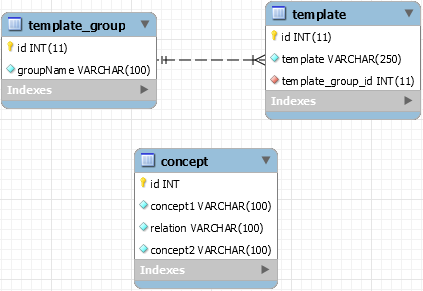 template_group
id INT(11)
groupName VARCHAR(100)
Indexes
template
id INT(11)
template VARCHAR(250)
template_group_id INT(11)
Indexes
concept
id INT
concept1 VARCHAR(100)
relation VARCHAR(100)
concept2 VARCHAR(100)
Indexes